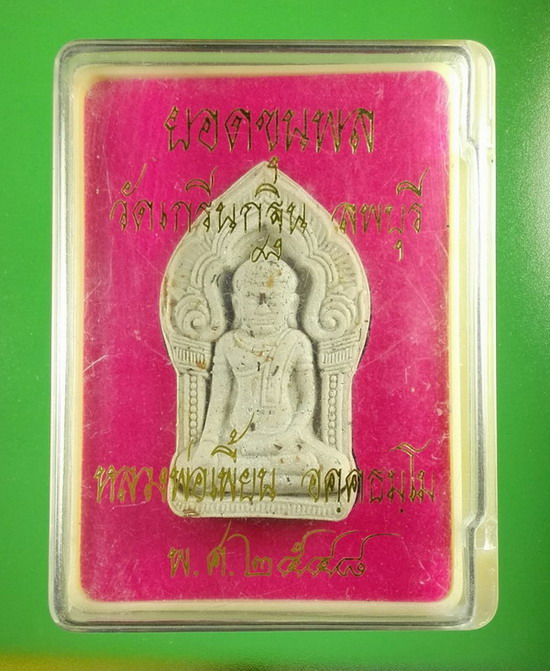 ยอดขุนพล
วัดเกริ่นกฐิน ลพบุรี
หลวงพ่อเพี้ยน อคฺคธมฺโม
พ.ศ.๒๕๔๘